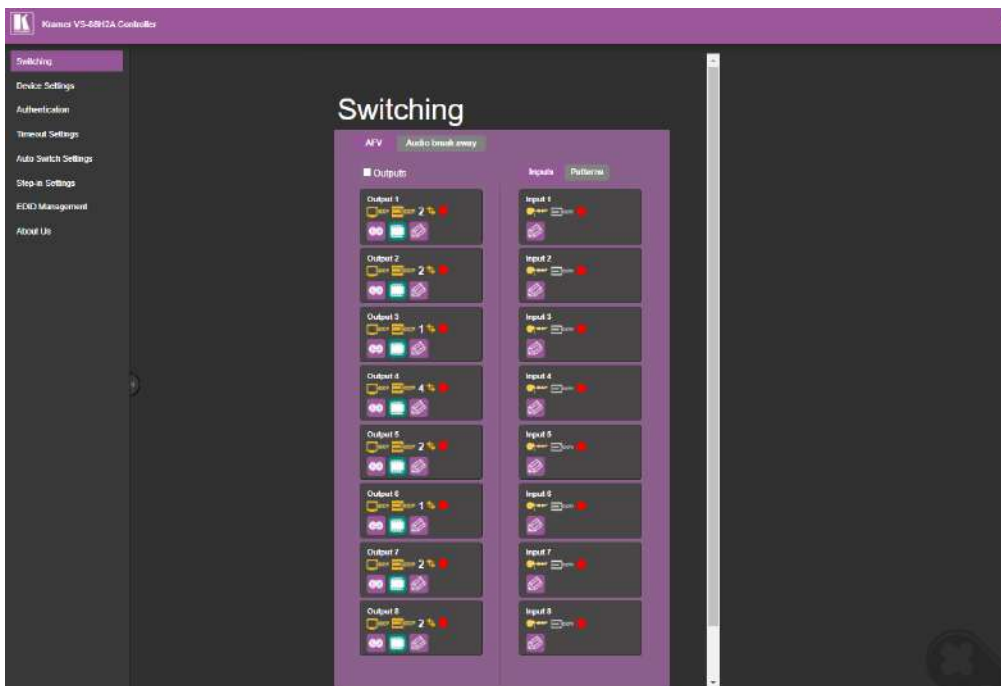 K
Kramer VS-88H2A Controller
Switching
Device Settings
Authentication
Timeout Settings
Auto Switch Settings
Step-in Settings
EDID Management
About Us
Switching
AFV Audio break away
Outputs Inputs Patterns
Output 1 Input 1
2
Output 2 Input 2
2
Output 3 Input 3
1
Output 4 Input 4
4
Output 5 Input 5
2
Output 6 Input 6
1
Output 7 Input 7
2
Output 8 Input 8
2